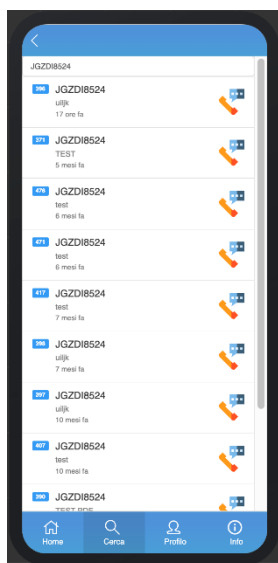 JGZDI8524
396 JGZDI8524
uiljk
17 ore fa
371 JGZDI8524
TEST
5 mesi fa
476 JGZDI8524
test
6 mesi fa
471 JGZDI8524
test
6 mesi fa
417 JGZDI8524
test
7 mesi fa
398 JGZDI8524
uiljk
7 mesi fa
397 JGZDI8524
uiljk
10 mesi fa
407 JGZDI8524
test
10 mesi fa
390 JGZDI8524
TEST PDF
Home Cerca Profilo Info